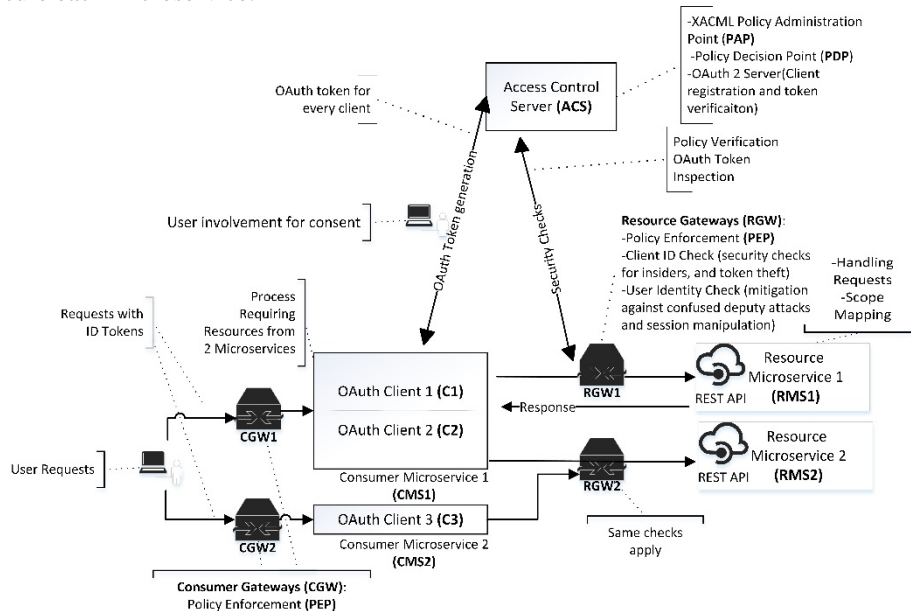 -XACML Policy Administration
Point (PAP)
-Policy Decision Point (PDP)
-OAuth 2 Server(Client
registration and token
verificaiton)
Access Control
Server (ACS)
OAuth token for
every client
Policy Verification
OAuth Token
Inspection
User involvement for consent
OAuth Token generation
Security Checks
Resource Gateways (RGW):
-Policy Enforcement (PEP)
-Client ID Check (security checks
for insiders, and token theft)
-User Identity Check (mitigation
against confused deputy attacks
and session manipulation)
-Handling
Requests
-Scope
Mapping
Requests with
ID Tokens
Process
Requiring
Resources from
2 Microservices
OAuth Client 1 (C1)
OAuth Client 2 (C2)
Consumer Microservice 1
(CMS1)
CGW1
RGW1
Response
REST API
Resource
Microservice 1
(RMS1)
User Requests
RGW2
REST API
Resource
Microservice 2
(RMS2)
CGW2
OAuth Client 3 (C3)
Consumer Microservice 2
(CMS2)
Same checks
apply
Consumer Gateways (CGW):
Policy Enforcement (PEP)